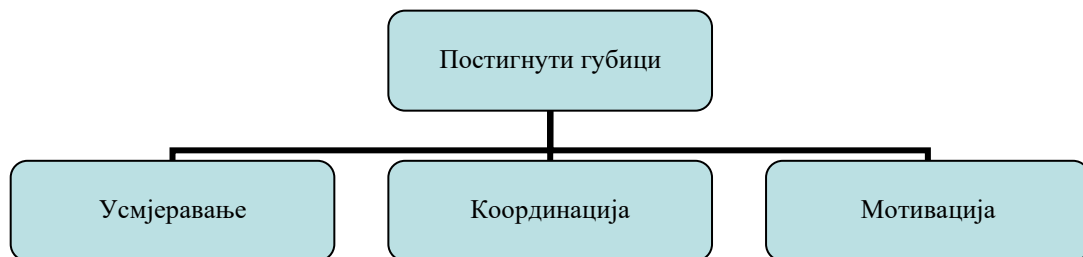 Постигнути губици
Усмјеравање
Координација
Мотивација